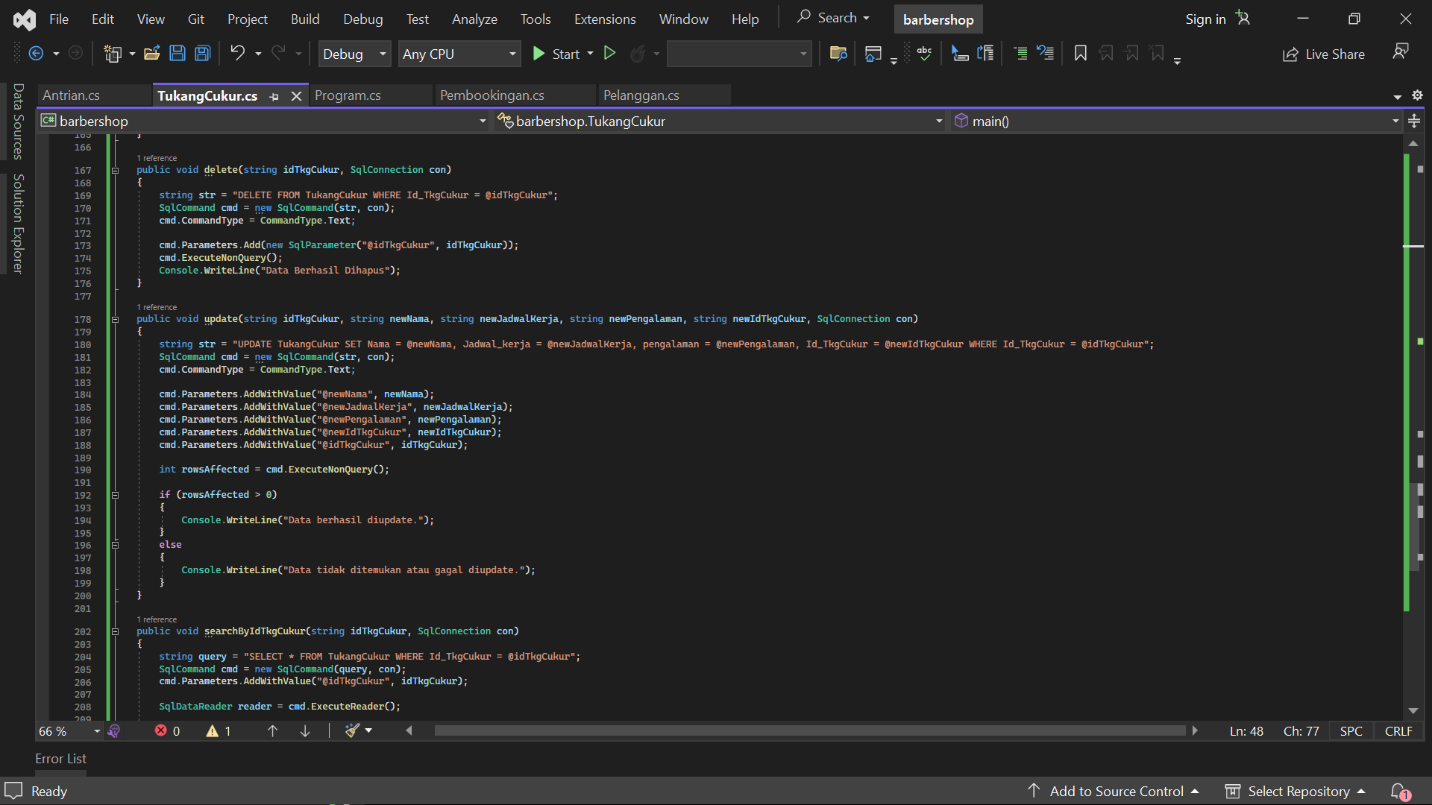 File Edit View Git Project Build Debug Test Analyze Tools Extensions Window Help Search barbershop Sign in
Debug Any CPU Start Live Share
Data Sources
Solution Explorer
Antrian.cs TukangCukur.cs Program.cs Pembookingan.cs Pelanggan.cs
C# barbershop barbershop.TukangCukur main()
165 }
166
1 reference
167 public void delete(string idTkgCukur, SqlConnection con)
168 {
169 string str = "DELETE FROM TukangCukur WHERE Id_TkgCukur = @idTkgCukur";
170 SqlCommand cmd = new SqlCommand(str, con);
171 cmd.CommandType = CommandType.Text;
172
173 cmd.Parameters.Add(new SqlParameter("@idTkgCukur", idTkgCukur));
174 cmd.ExecuteNonQuery();
175 Console.WriteLine("Data Berhasil Dihapus");
176 }
177
1 reference
178 public void update(string idTkgCukur, string newNama, string newJadwalKerja, string newPengalaman, string newIdTkgCukur, SqlConnection con)
179 {
180 string str = "UPDATE TukangCukur SET Nama = @newNama, Jadwal_kerja = @newJadwalKerja, pengalaman = @newPengalaman, Id_TkgCukur = @newIdTkgCukur WHERE Id_TkgCukur = @idTkgCukur";
181 SqlCommand cmd = new SqlCommand(str, con);
182 cmd.CommandType = CommandType.Text;
183
184 cmd.Parameters.AddWithValue("@newNama", newNama);
185 cmd.Parameters.AddWithValue("@newJadwalKerja", newJadwalKerja);
186 cmd.Parameters.AddWithValue("@newPengalaman", newPengalaman);
187 cmd.Parameters.AddWithValue("@newIdTkgCukur", newIdTkgCukur);
188 cmd.Parameters.AddWithValue("@idTkgCukur", idTkgCukur);
189
190 int rowsAffected = cmd.ExecuteNonQuery();
191
192 if (rowsAffected > 0)
193 {
194 Console.WriteLine("Data berhasil diupdate.");
195 }
196 else
197 {
198 Console.WriteLine("Data tidak ditemukan atau gagal diupdate.");
199 }
200 }
201
1 reference
202 public void searchByIdTkgCukur(string idTkgCukur, SqlConnection con)
203 {
204 string query = "SELECT * FROM TukangCukur WHERE Id_TkgCukur = @idTkgCukur";
205 SqlCommand cmd = new SqlCommand(query, con);
206 cmd.Parameters.AddWithValue("@idTkgCukur", idTkgCukur);
207
208 SqlDataReader reader = cmd.ExecuteReader();
209
66 % 0 1 Ln: 48 Ch: 77 SPC CRLF
Error List
Ready Add to Source Control Select Repository 1